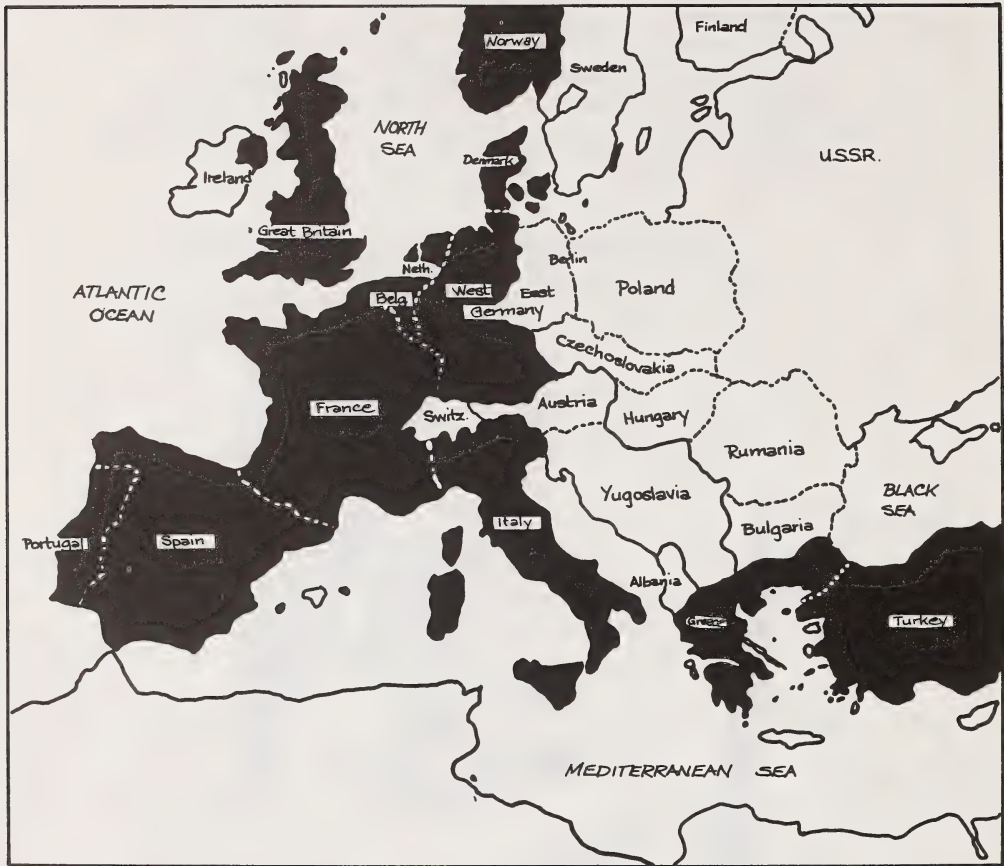 Norway
Finland
Sweden
NORTH
SEA
Denmark
U.S.S.R.
Ireland
Great Britain
Neth.
Berlin
ATLANTIC
OCEAN
Belg.
West
Germany
East
Poland
Czechoslovakia
France
Switz.
Austria
Hungary
Rumania
Yugoslavia
BLACK
SEA
Portugal
Spain
Italy
Bulgaria
Albania
Greece
Turkey
MEDITERRANEAN SEA